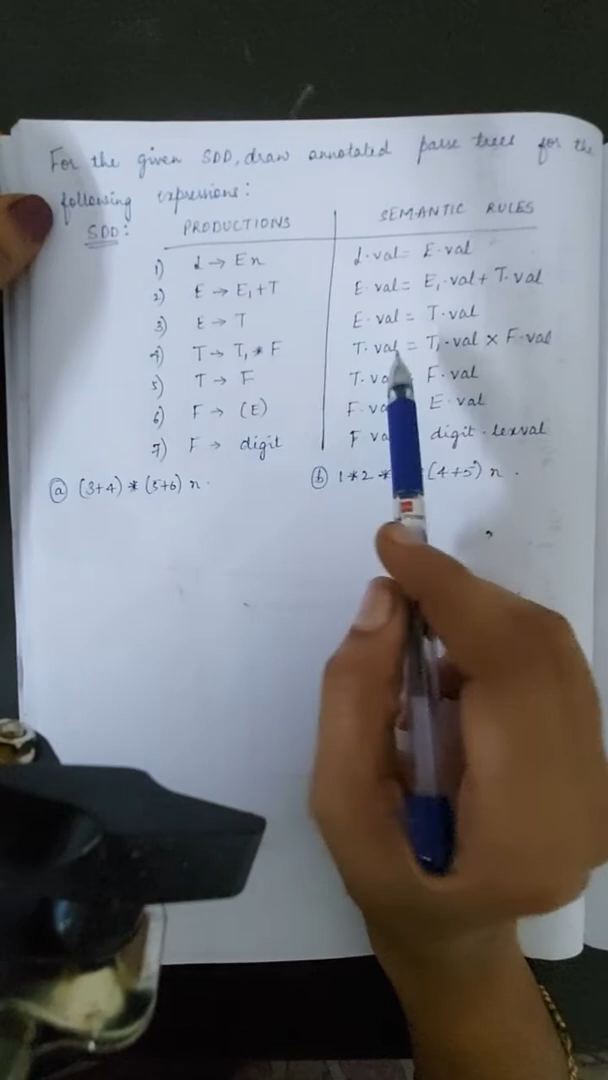 For the given SDD, draw annotated parse trees for the
following expressions:
SDD: PRODUCTIONS SEMANTIC RULES
1) L → En L.val = E.val
2) E → E₁ + T E.val = E₁.val + T.val
3) E → T E.val = T.val
4) T → T₁ * F T.val = T₁.val × F.val
5) T → F F.val
6) F → (E) E.val
7) F → digit digit.lexval
(a) (3+4) * (5+6) n. (b) 1*2* (4+5) n.